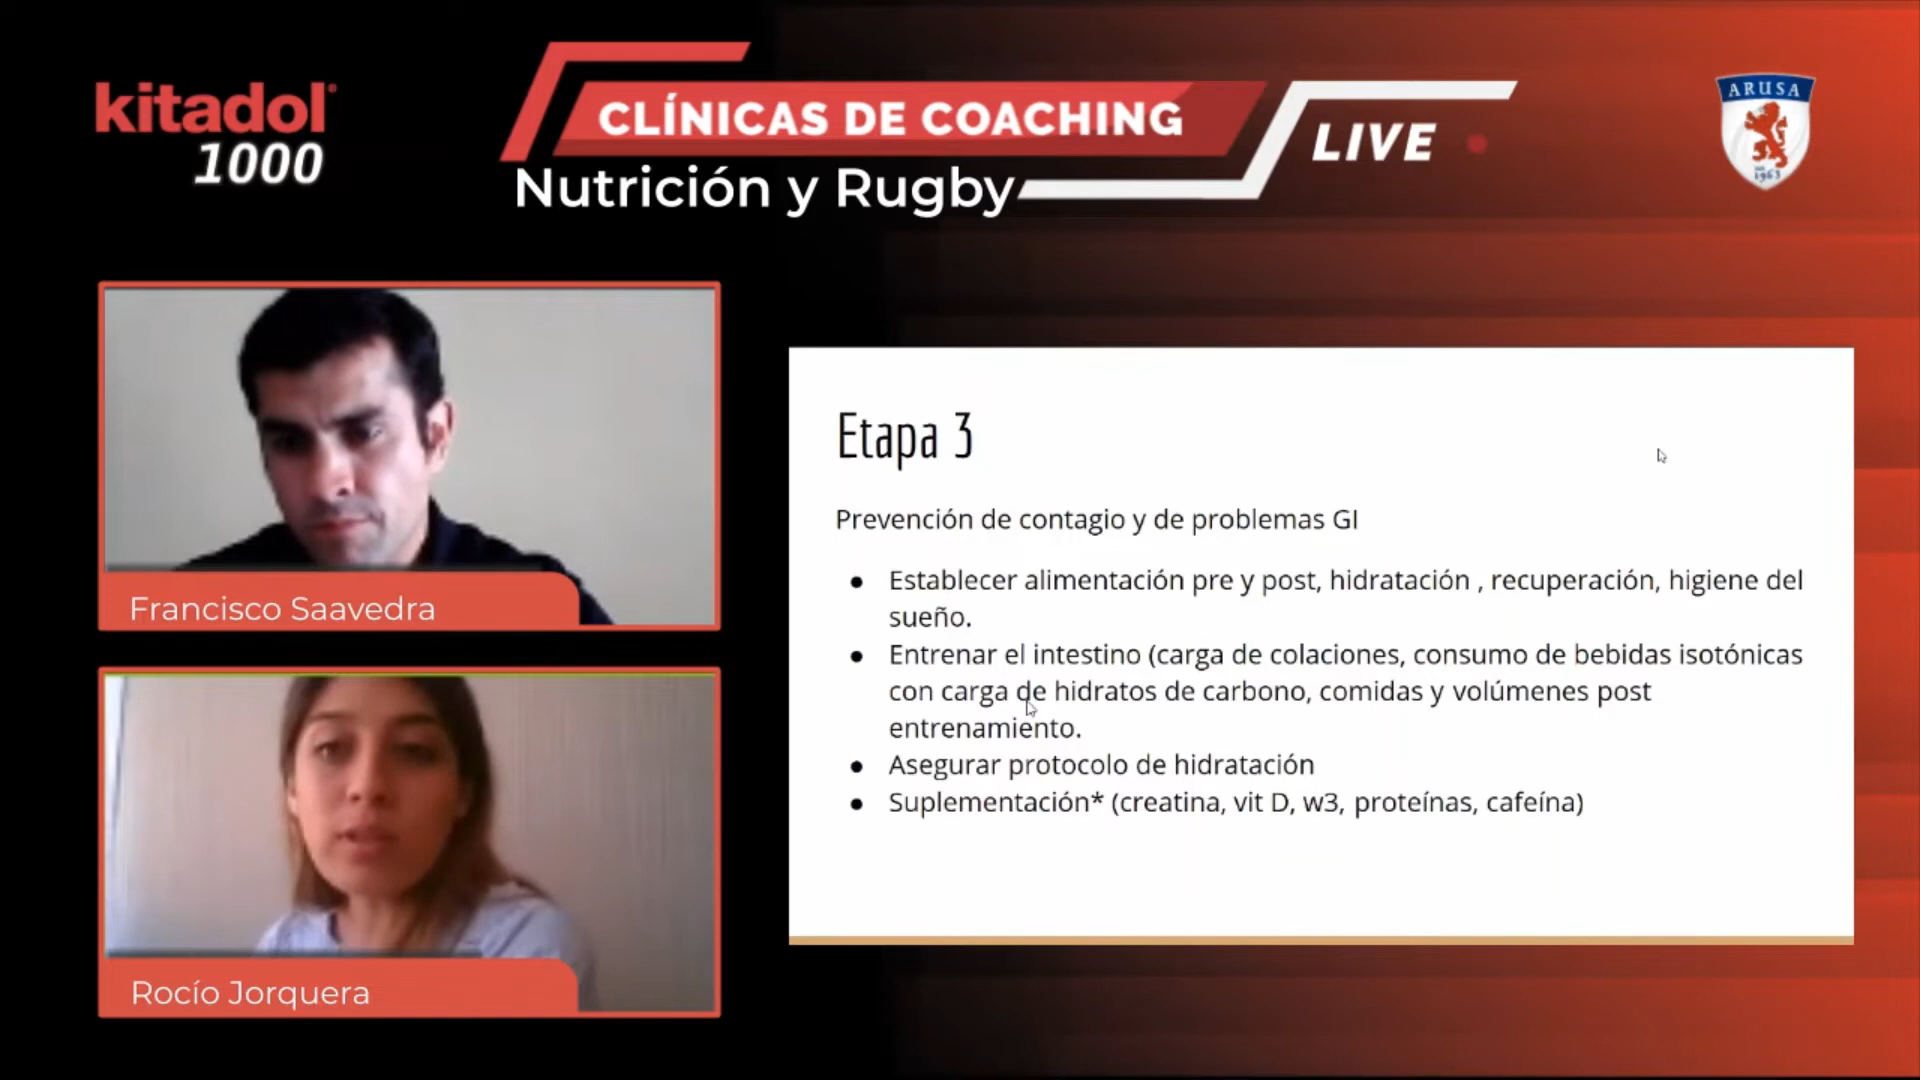 kitadol
1000
CLÍNICAS DE COACHING
LIVE
Nutrición y Rugby
ARUSA
1963
Francisco Saavedra
Rocío Jorquera
Etapa 3
Prevención de contagio y de problemas GI
● Establecer alimentación pre y post, hidratación , recuperación, higiene del
sueño.
● Entrenar el intestino (carga de colaciones, consumo de bebidas isotónicas
con carga de hidratos de carbono, comidas y volúmenes post
entrenamiento.
● Asegurar protocolo de hidratación
● Suplementación* (creatina, vit D, w3, proteínas, cafeína)